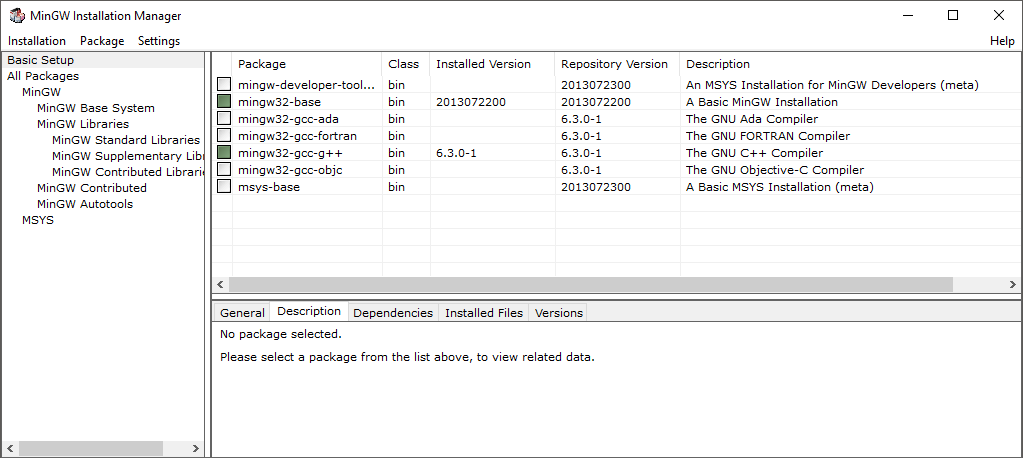 MinGW Installation Manager
Installation Package Settings Help
Basic Setup
All Packages
MinGW
MinGW Base System
MinGW Libraries
MinGW Standard Libraries
MinGW Supplementary Lib
MinGW Contributed Librari
MinGW Contributed
MinGW Autotools
MSYS
Package Class Installed Version Repository Version Description
mingw-developer-tool... bin 2013072300 An MSYS Installation for MinGW Developers (meta)
mingw32-base bin 2013072200 2013072200 A Basic MinGW Installation
mingw32-gcc-ada bin 6.3.0-1 The GNU Ada Compiler
mingw32-gcc-fortran bin 6.3.0-1 The GNU FORTRAN Compiler
mingw32-gcc-g++ bin 6.3.0-1 6.3.0-1 The GNU C++ Compiler
mingw32-gcc-objc bin 6.3.0-1 The GNU Objective-C Compiler
msys-base bin 2013072300 A Basic MSYS Installation (meta)
General Description Dependencies Installed Files Versions
No package selected.
Please select a package from the list above, to view related data.